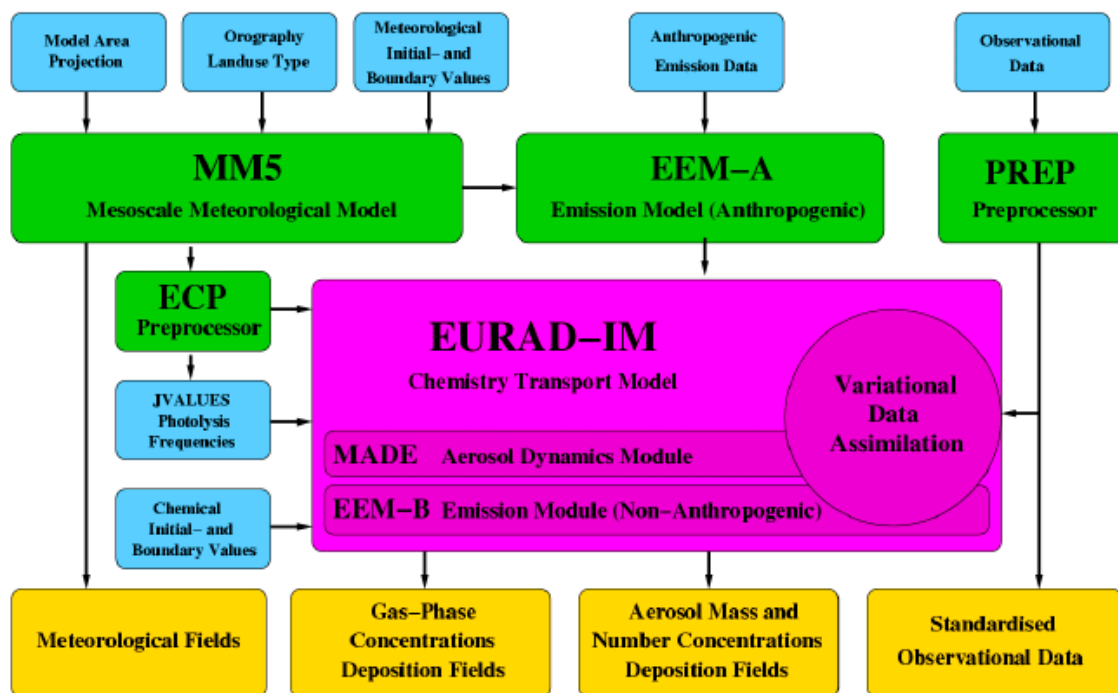 Model Area
Projection
Orography
Landuse Type
Meteorological
Initial– and
Boundary Values
Anthropogenic
Emission Data
Observational
Data
MM5
Mesoscale Meteorological Model
EEM–A
Emission Model (Anthropogenic)
PREP
Preprocessor
ECP
Preprocessor
EURAD–IM
Chemistry Transport Model
Variational
Data
Assimilation
JVALUES
Photolysis
Frequencies
MADE Aerosol Dynamics Module
EEM–B Emission Module (Non–Anthropogenic)
Chemical
Initial– and
Boundary Values
Meteorological Fields
Gas–Phase
Concentrations
Deposition Fields
Aerosol Mass and
Number Concentrations
Deposition Fields
Standardised
Observational Data